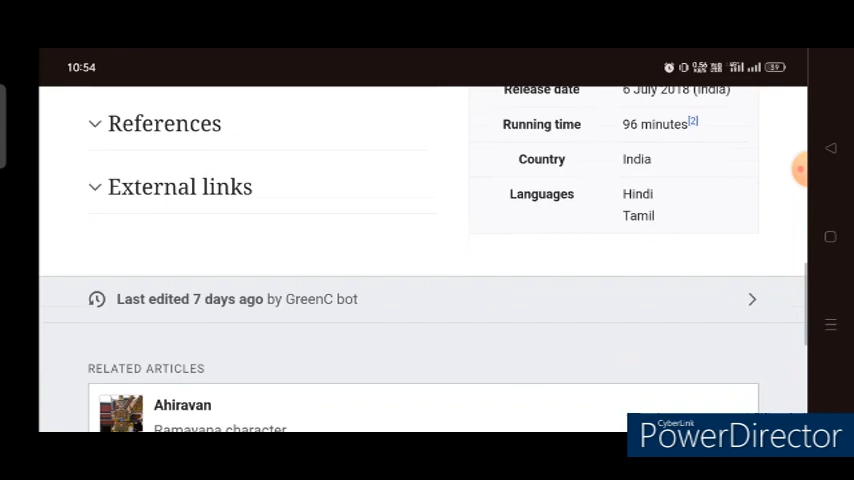 10:54
59
Release date 6 July 2018 (India)
References
Running time 96 minutes[2]
Country India
External links
Languages Hindi
Tamil
Last edited 7 days ago by GreenC bot
RELATED ARTICLES
Ahiravan
Ramayana character
CyberLink
PowerDirector